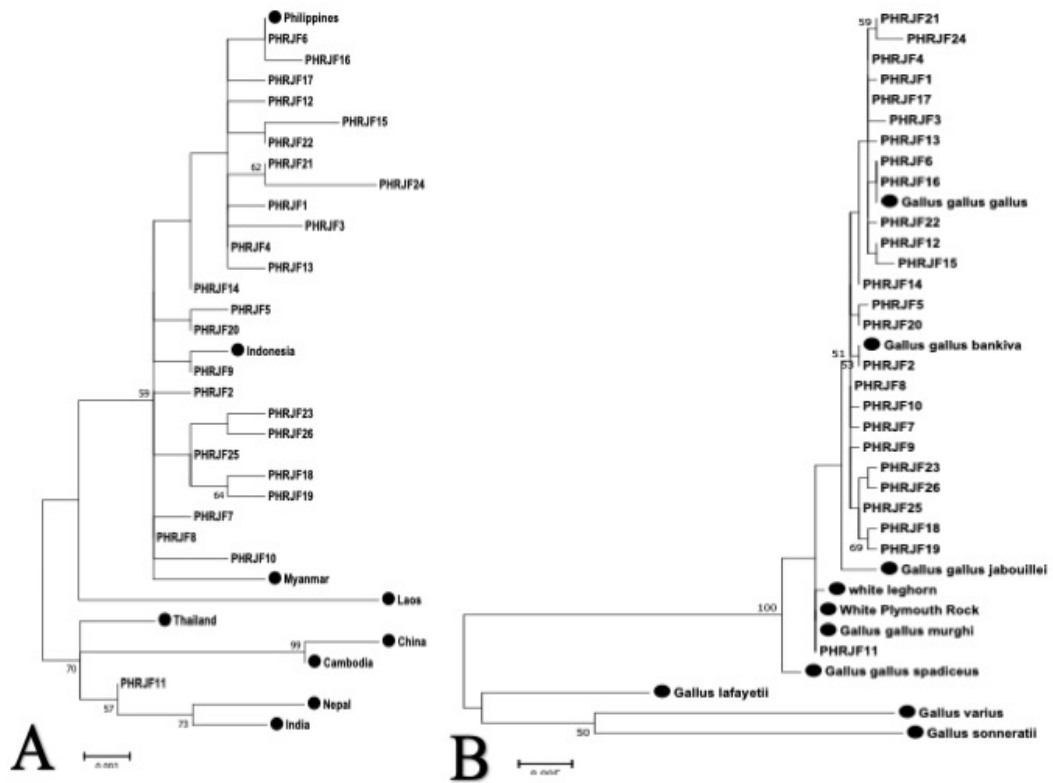 Philippines
PHRJF6
PHRJF16
PHRJF17
PHRJF12
PHRJF15
PHRJF22
PHRJF21
62
PHRJF24
PHRJF1
PHRJF3
PHRJF4
PHRJF13
PHRJF14
PHRJF5
PHRJF20
Indonesia
PHRJF9
59
PHRJF2
PHRJF23
PHRJF26
PHRJF25
PHRJF18
64
PHRJF19
PHRJF7
PHRJF8
PHRJF10
Myanmar
Laos
Thailand
China
99
Cambodia
70
PHRJF11
57
Nepal
73
India
A
59
PHRJF21
PHRJF24
PHRJF4
PHRJF1
PHRJF17
PHRJF3
PHRJF13
PHRJF6
PHRJF16
Gallus gallus gallus
PHRJF22
PHRJF12
PHRJF15
PHRJF14
PHRJF5
PHRJF20
Gallus gallus bankiva
51
53
PHRJF2
PHRJF8
PHRJF10
PHRJF7
PHRJF9
PHRJF23
PHRJF26
PHRJF25
PHRJF18
69
PHRJF19
Gallus gallus jabouillei
white leghorn
100
White Plymouth Rock
Gallus gallus murghi
PHRJF11
Gallus gallus spadiceus
Gallus lafayetii
Gallus varius
50
Gallus sonneratii
B